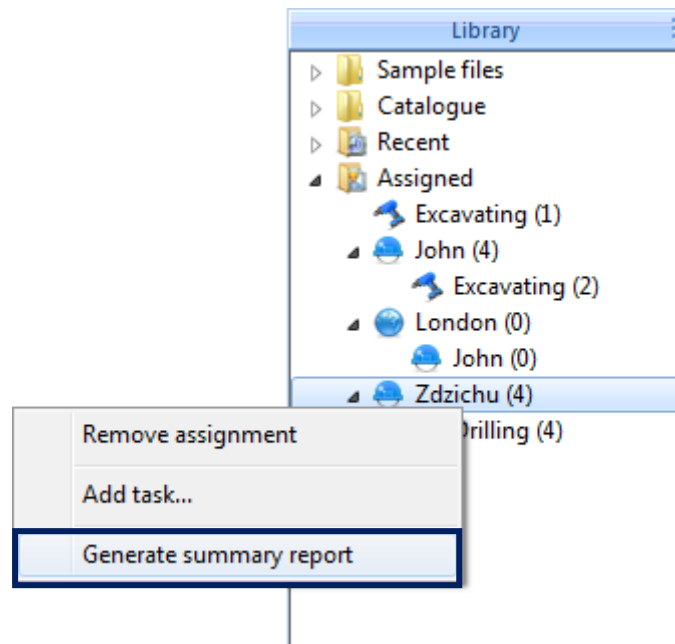 Library
Sample files
Catalogue
Recent
Assigned
Excavating (1)
John (4)
Excavating (2)
London (0)
John (0)
Zdzichu (4)
Drilling (4)
Remove assignment
Add task...
Generate summary report